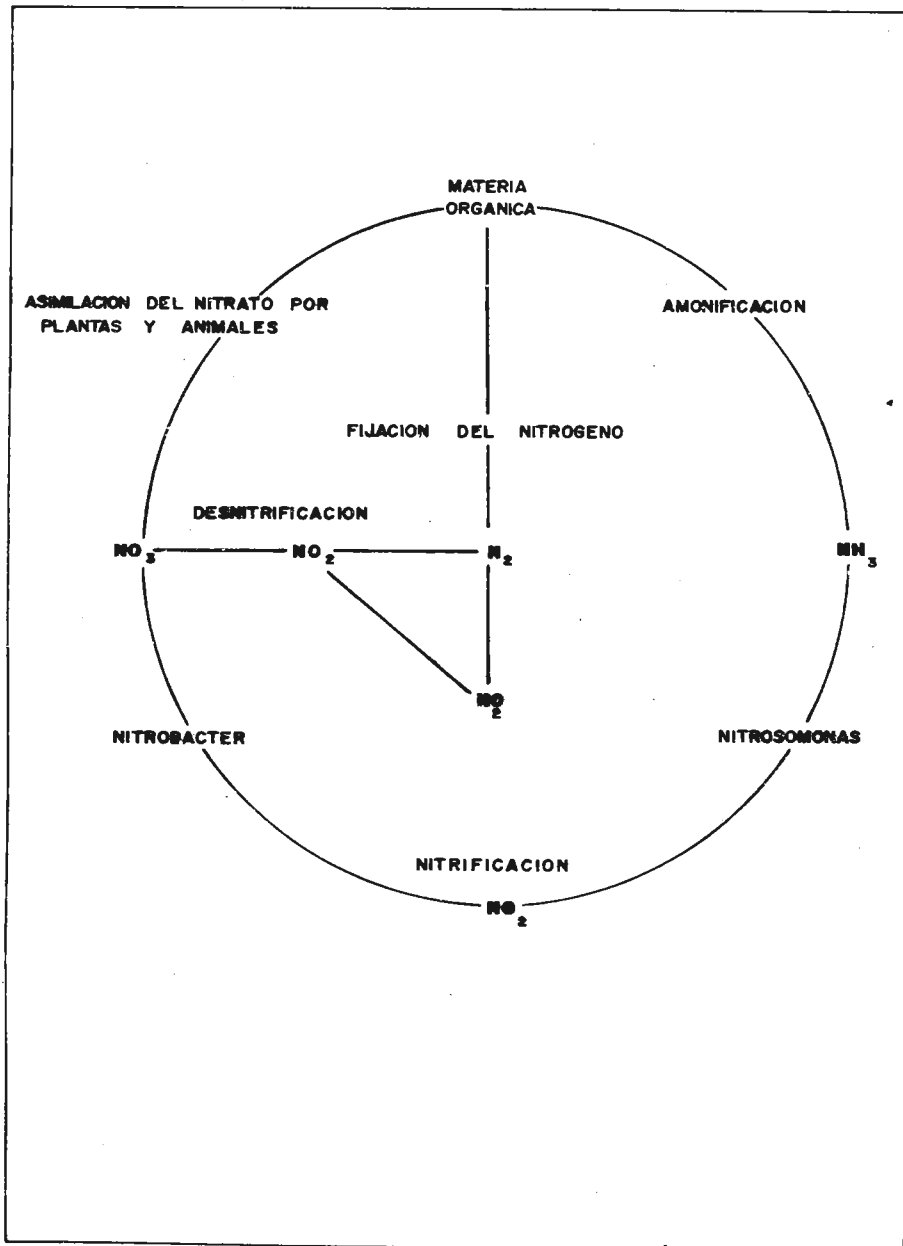 MATERIA
ORGANICA
ASIMILACION DEL NITRATO POR
PLANTAS Y ANIMALES
AMONIFICACION
FIJACION DEL NITROGENO
DESNITRIFICACION
NO₃
NO₂
N₂
NH₃
NO₂
NITROBACTER
NITROSOMONAS
NITRIFICACION
NO₂